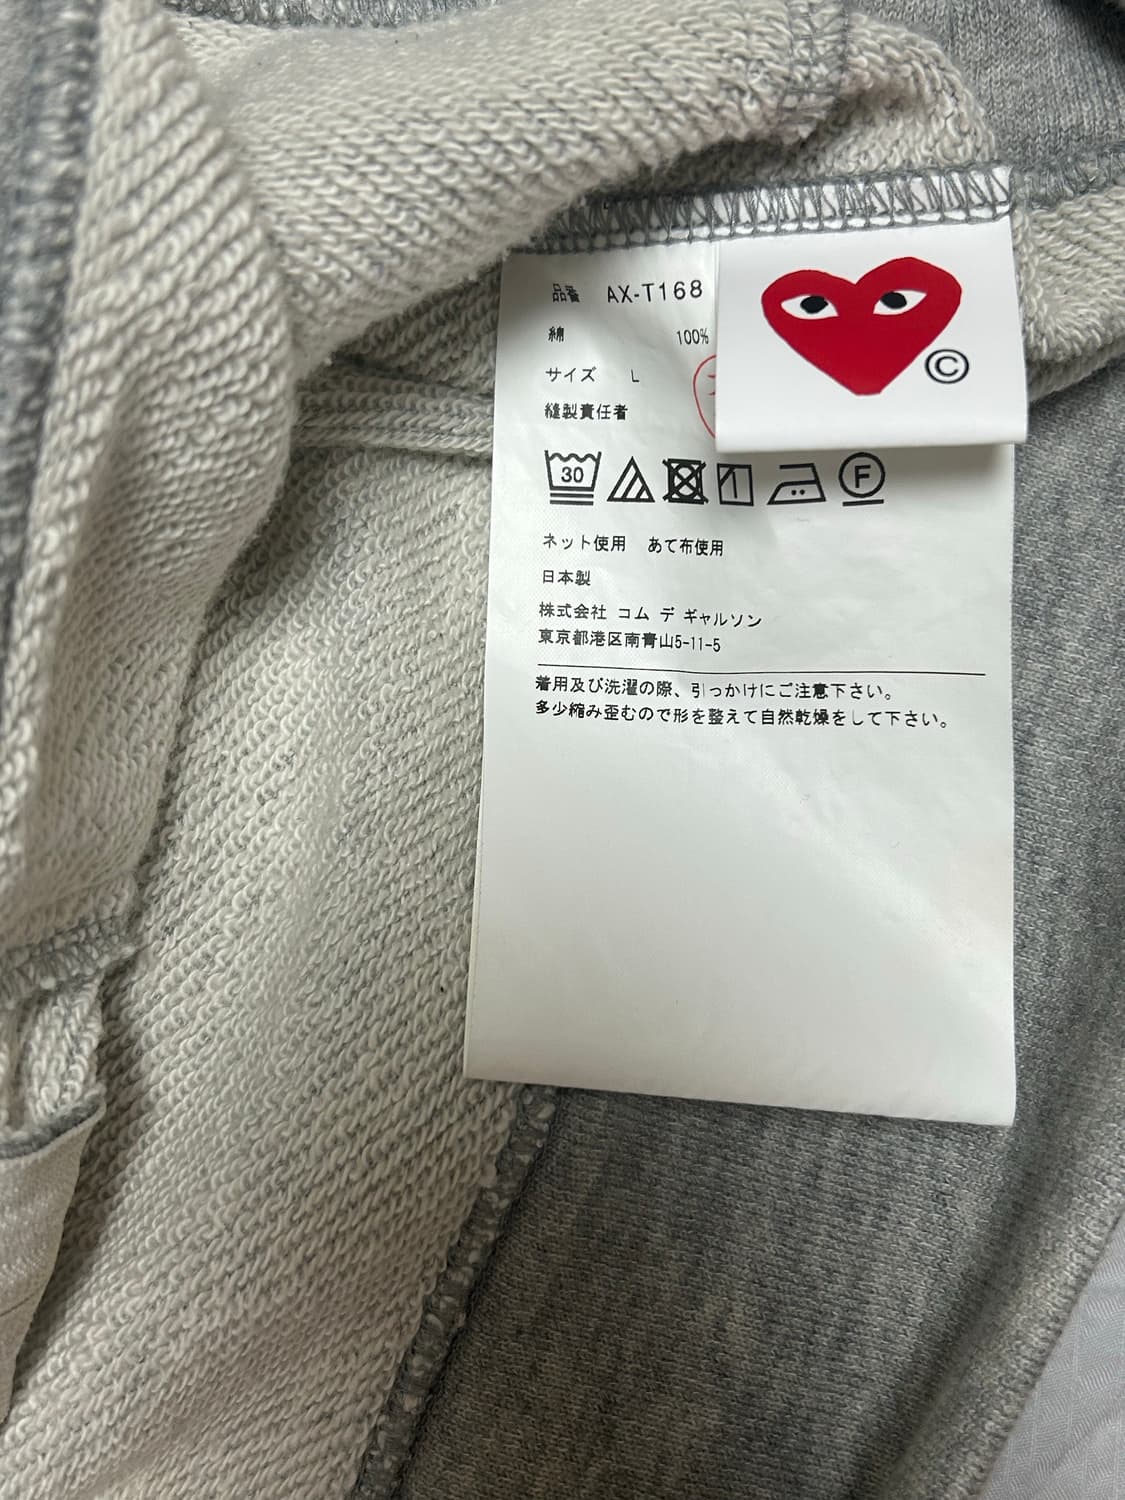 品番 AX-T168
綿 100%
サイズ L
縫製責任者
©
30
F
ネット使用 あて布使用
日本製
株式会社 コム デ ギャルソン
東京都港区南青山5-11-5
着用及び洗濯の際、引っかけにご注意下さい。
多少縮み歪むので形を整えて自然乾燥をして下さい。